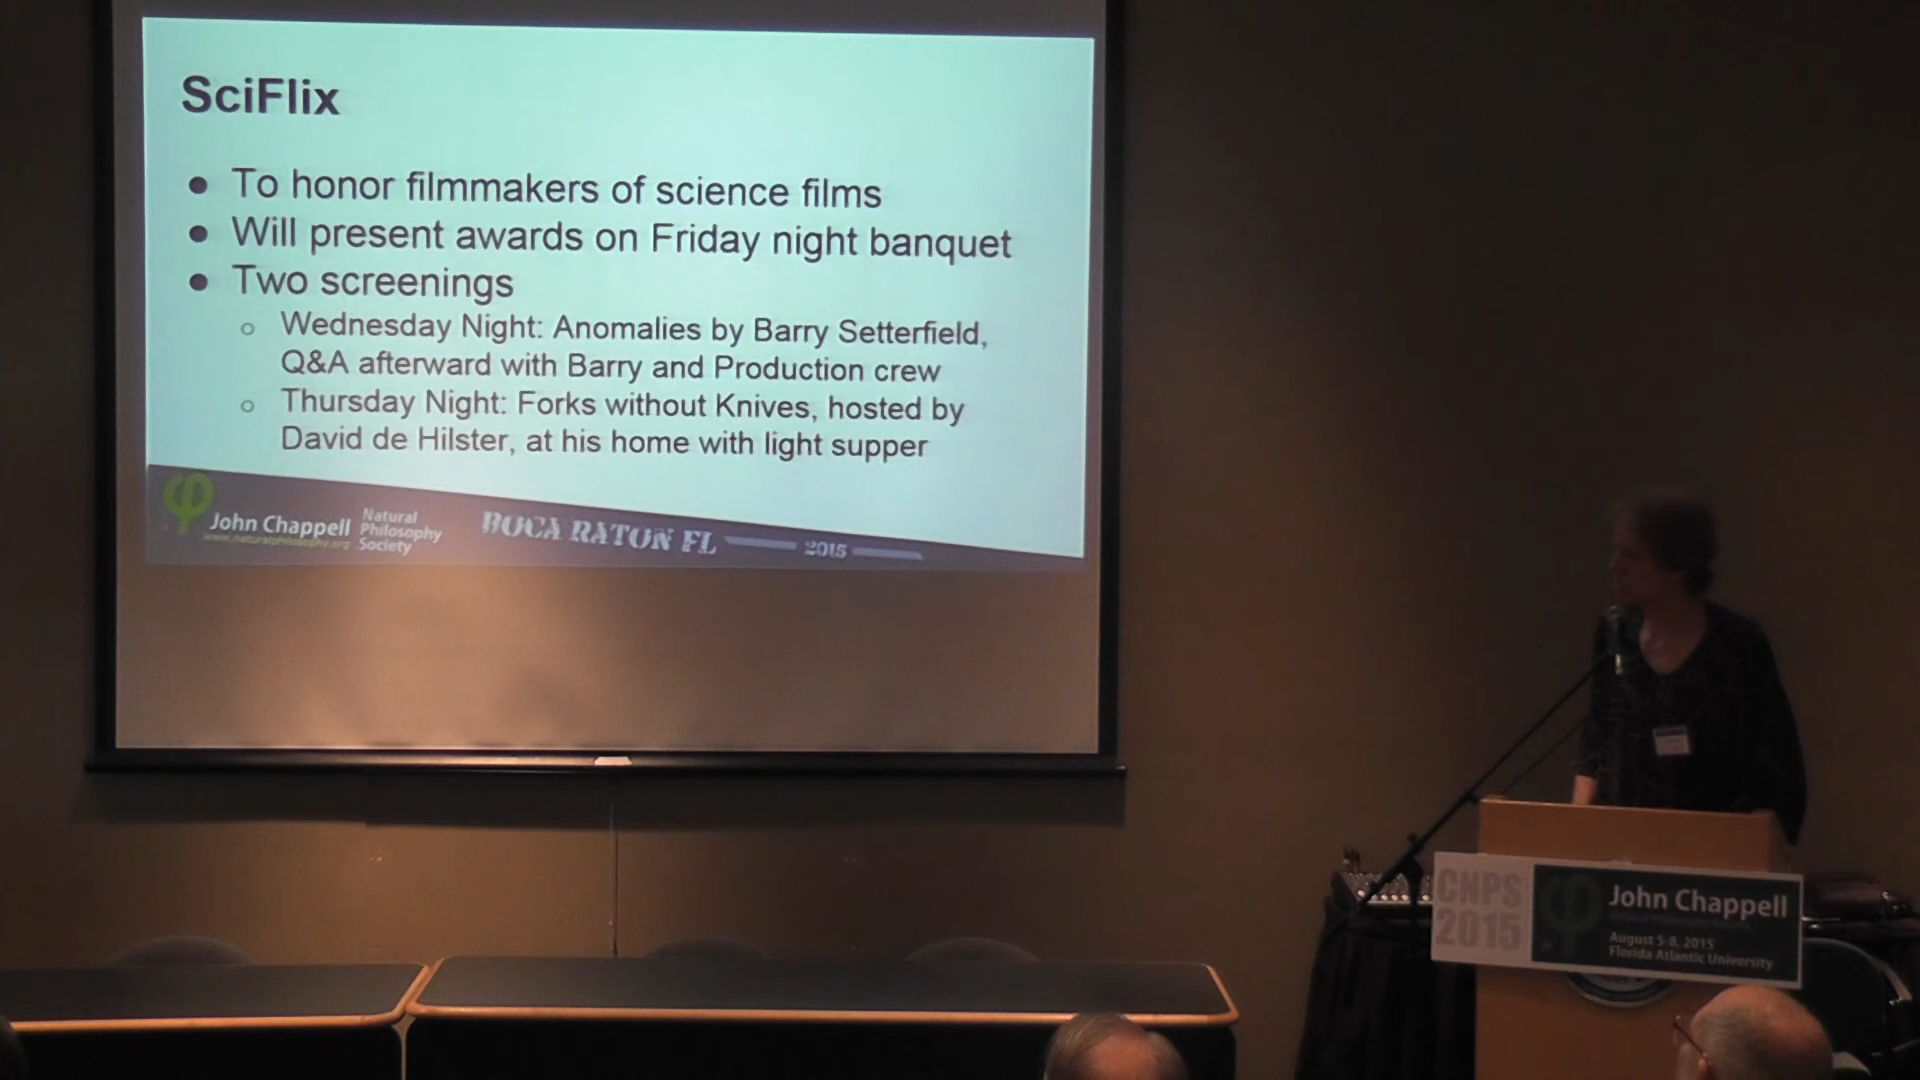 SciFlix
● To honor filmmakers of science films
● Will present awards on Friday night banquet
● Two screenings
○ Wednesday Night: Anomalies by Barry Setterfield,
Q&A afterward with Barry and Production crew
○ Thursday Night: Forks without Knives, hosted by
David de Hilster, at his home with light supper
φ John Chappell
www.naturalphilosophy.org
Natural
Philosophy
Society
BOCA RATON FL
2015
CNPS
2015
φ John Chappell
August 5-8, 2015
Florida Atlantic University